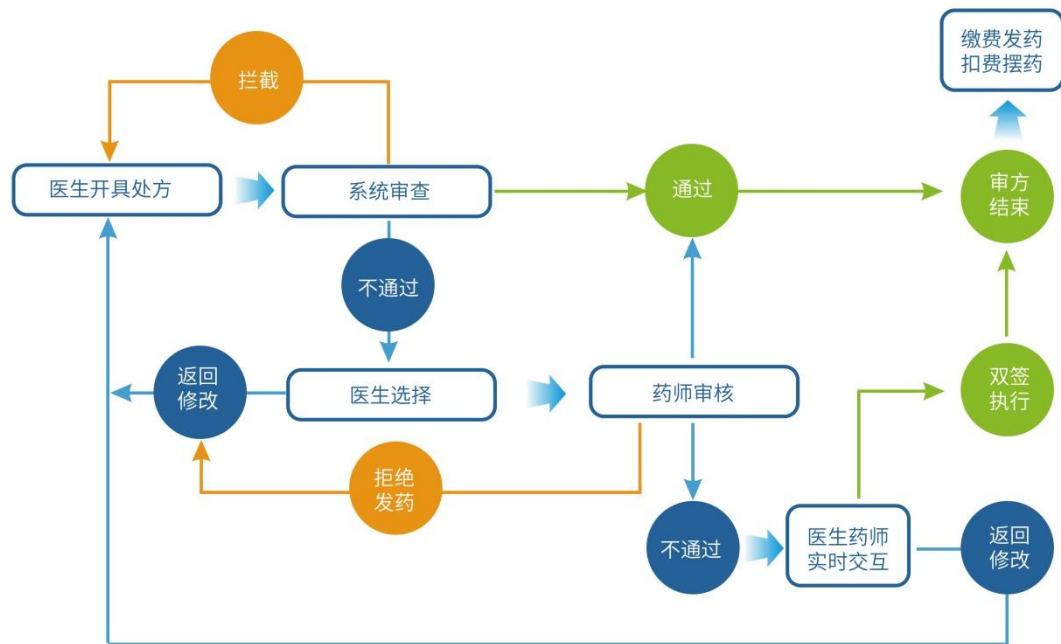 缴费发药
扣费摆药
拦截
医生开具处方
系统审查
通过
审方
结束
不通过
返回
修改
医生选择
药师审核
双签
执行
拒绝
发药
不通过
医生药师
实时交互
返回
修改